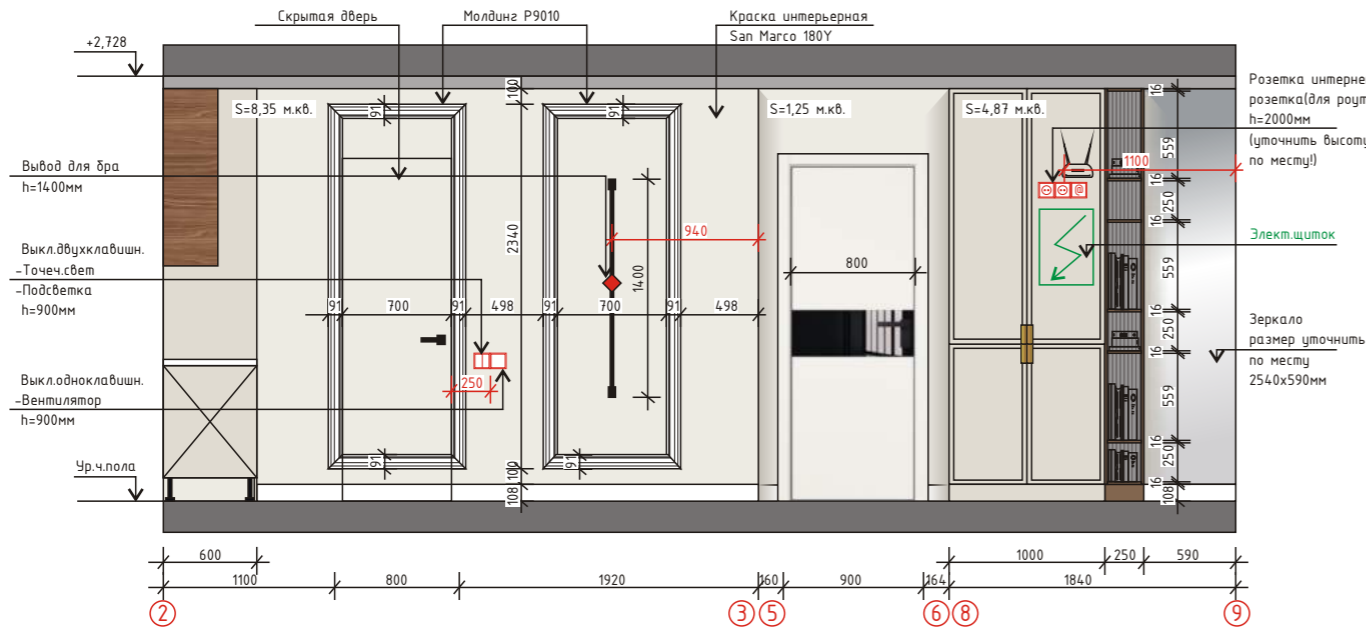 Скрытая дверь
Молдинг Р9010
Краска интерьерная
San Marco 180Y
+2,728
S=8,35 м.кв.
S=1,25 м.кв.
S=4,87 м.кв.
100
91
91
16
Розетка интерне
розетка(для роут
h=2000мм
(уточнить высоту
по месту!)
559
1100
16
250
16
Вывод для бра
h=1400мм
2340
940
1400
800
Элект.щиток
559
Выкл.двухклавишн.
-Точеч.свет
-Подсветка
h=900мм
91
700
91
498
91
700
91
498
16
250
16
Зеркало
размер уточнить
по месту
2540х590мм
Выкл.одноклавишн.
-Вентилятор
h=900мм
250
559
16
250
16
91
91
100
108
108
Ур.ч.пола
600
1000
250
590
1100
800
1920
160
900
164
1840
2
3
5
6
8
9
@